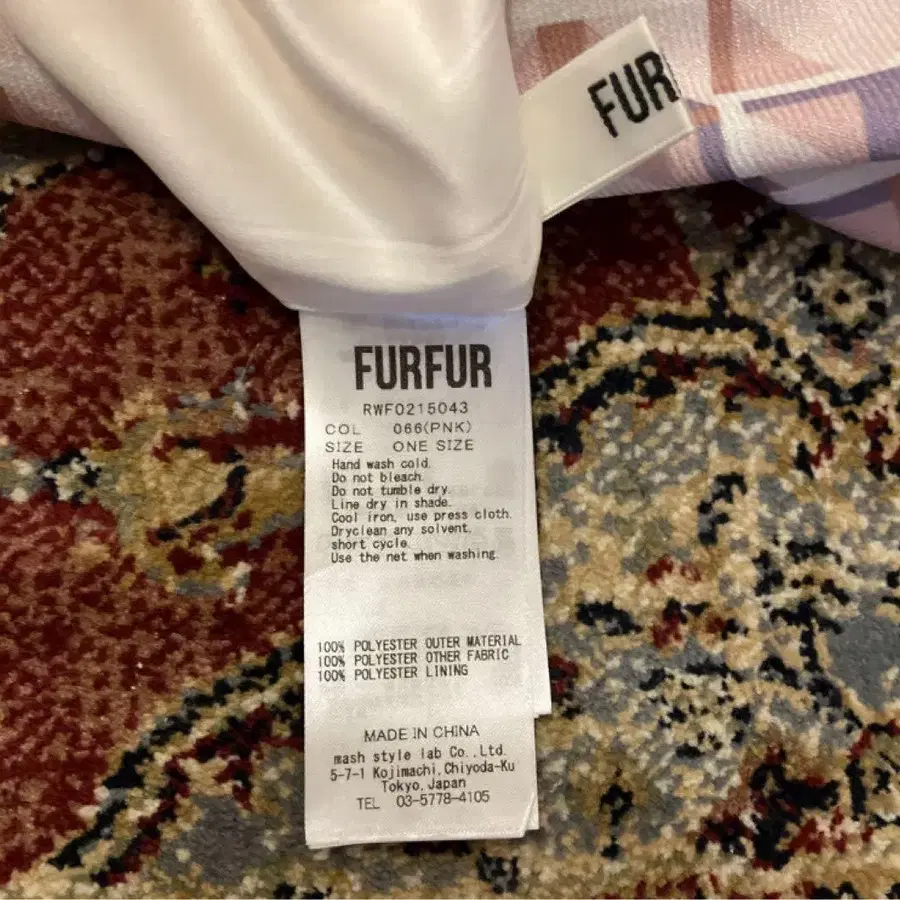 FUR
FURFUR
RWF0215043
COL 066(PNK)
SIZE ONE SIZE
Hand wash cold.
Do not bleach.
Do not tumble dry.
Line dry in shade.
Cool iron, use press cloth.
Dryclean any solvent,
short cycle.
Use the net when washing.
100% POLYESTER OUTER MATERIAL
100% POLYESTER OTHER FABRIC
100% POLYESTER LINING
MADE IN CHINA
mash style lab Co.,Ltd.
5-7-1 Kojimachi,Chiyoda-Ku
Tokyo,Japan
TEL 03-5778-4105